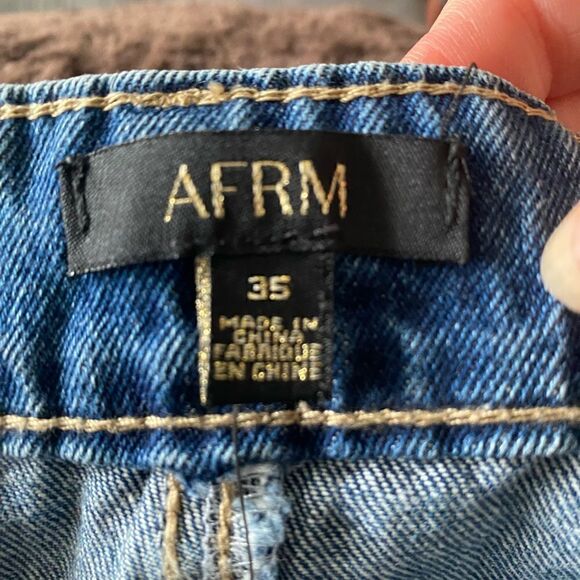 AFRM
35
MADE IN
CHINA
FABRIQUE
EN CHINE